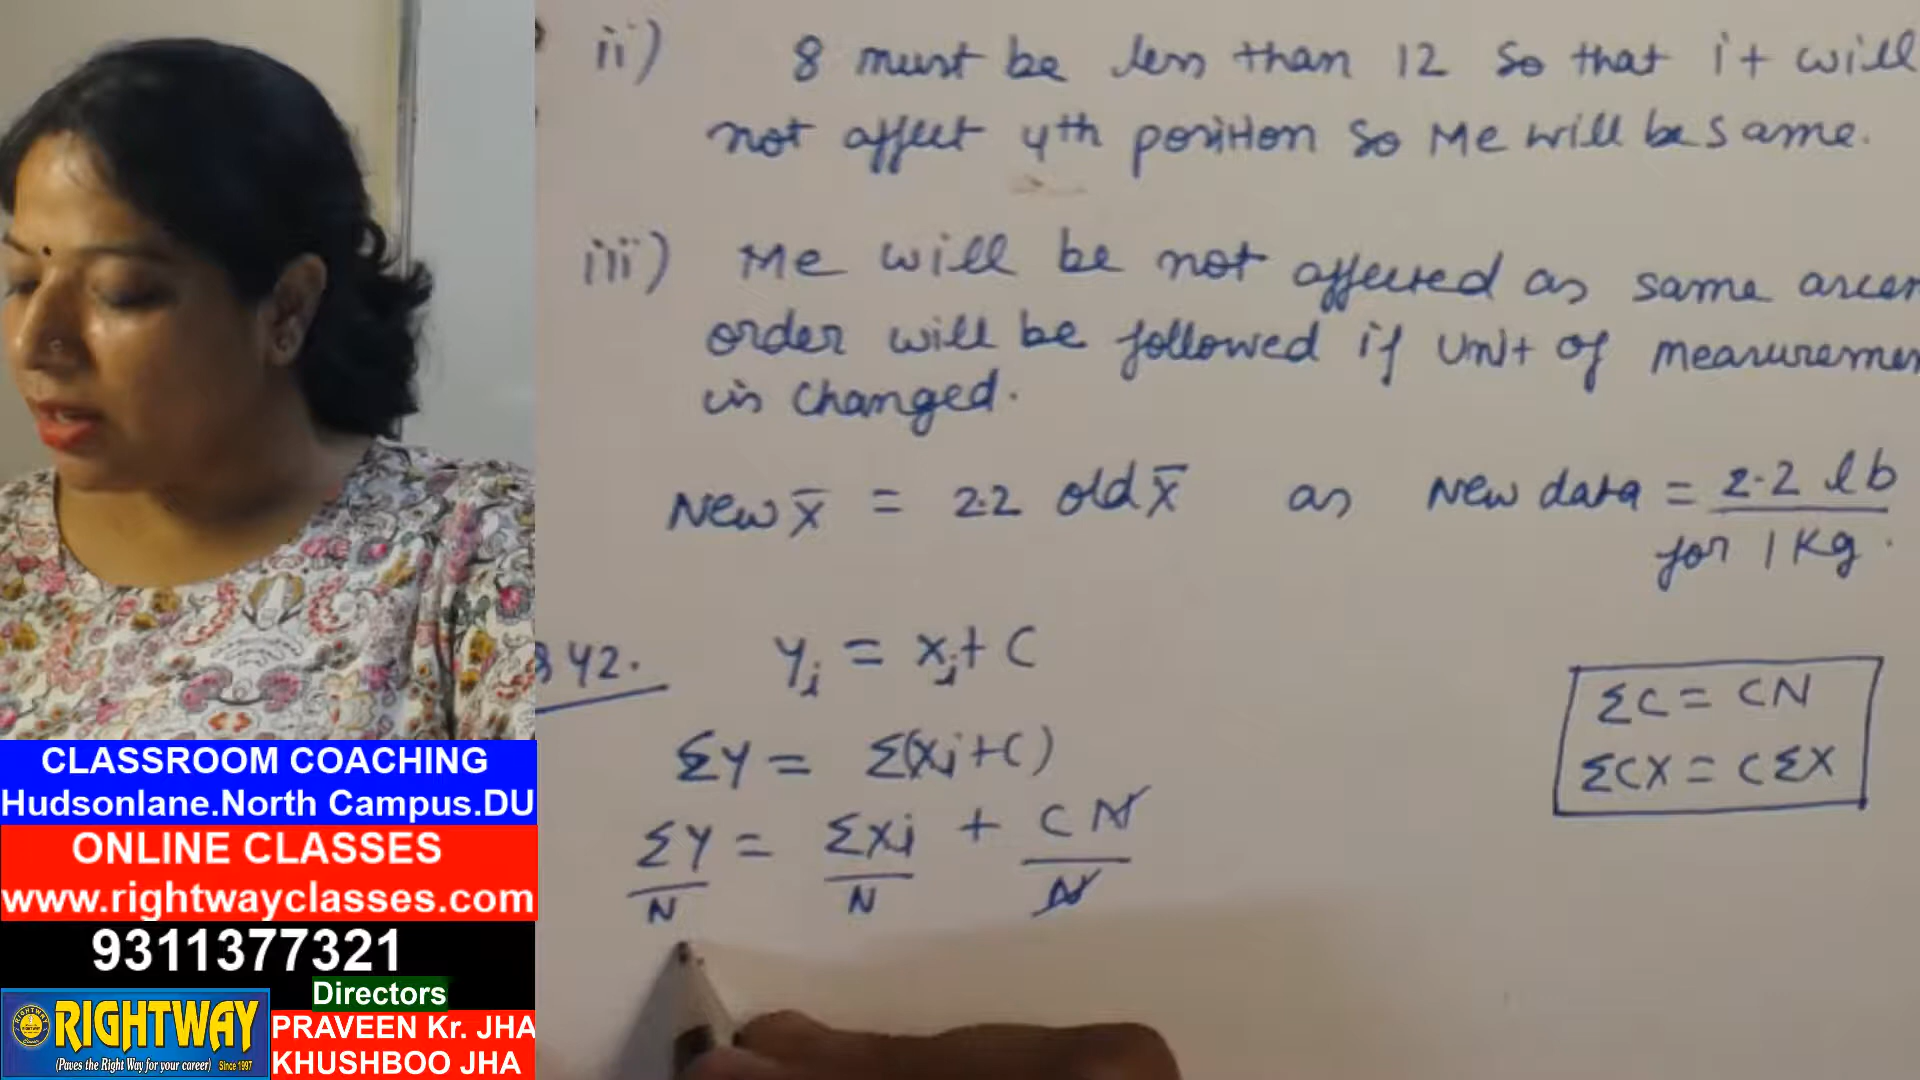 ii) 8 must be less than 12 so that it will
not affect 4th position so Me will be same.
iii) Me will be not affected as same
order will be followed if unit of
is changed.
New x̄ = 2.2 old x̄ as New data = 2.2 lb
for 1 Kg.
42. yi = xi + C
Σy = Σ(xi + C)
Σy/N = Σxi/N + CN/N
ΣC = CN
ΣCX = CΣX
CLASSROOM COACHING
Hudsonlane.North Campus.DU
ONLINE CLASSES
www.rightwayclasses.com
9311377321
Directors
RIGHTWAY
(Paves the Right Way for your career) Since 1997
PRAVEEN Kr. JHA
KHUSHBOO JHA